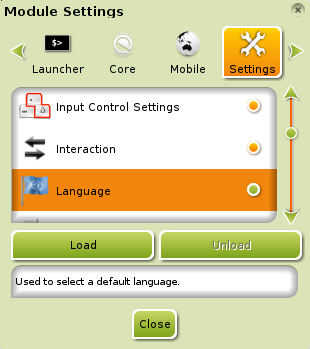 Module Settings
$>
Launcher Core Mobile Settings
Input Control Settings
Interaction
Language
Load Unload
Used to select a default language.
Close